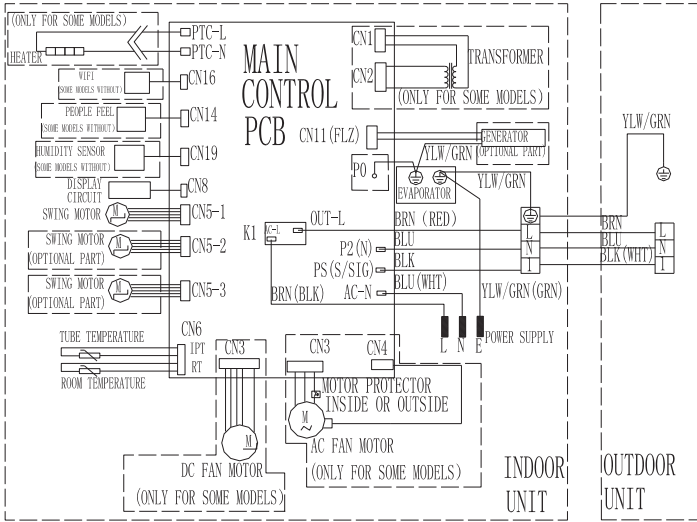 (ONLY FOR SOME MODELS)
HEATER
PTC-L
PTC-N
WIFI
(SOME MODELS WITHOUT)
CN16
PEOPLE FEEL
(SOME MODELS WITHOUT)
CN14
HUMIDITY SENSOR
(SOME MODELS WITHOUT)
CN19
DISPLAY
CIRCUIT
CN8
SWING MOTOR
M
CN5-1
SWING MOTOR
(OPTIONAL PART)
M
CN5-2
SWING MOTOR
(OPTIONAL PART)
M
CN5-3
TUBE TEMPERATURE
ROOM TEMPERATURE
CN6
IPT
RT
MAIN
CONTROL
PCB
CN1
CN2
TRANSFORMER
(ONLY FOR SOME MODELS)
CN11(FLZ)
GENERATOR
(OPTIONAL PART)
YLW/GRN
P0
EVAPORATOR
YLW/GRN
K1
AC-L
OUT-L
BRN (RED)
P2(N)
BLU
PS(S/SIG)
BLK
AC-N
BLU(WHT)
BRN(BLK)
YLW/GRN(GRN)
L
N
1
L N E
POWER SUPPLY
CN3
M
DC FAN MOTOR
(ONLY FOR SOME MODELS)
CN3
CN4
MOTOR PROTECTOR
INSIDE OR OUTSIDE
M
AC FAN MOTOR
(ONLY FOR SOME MODELS)
INDOOR
UNIT
YLW/GRN
BRN
BLU
BLK(WHT)
L
N
1
OUTDOOR
UNIT